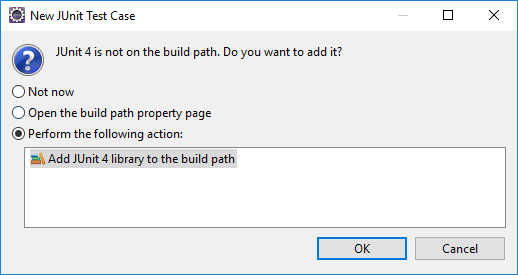 New JUnit Test Case
JUnit 4 is not on the build path. Do you want to add it?
Not now
Open the build path property page
Perform the following action:
Add JUnit 4 library to the build path
OK
Cancel